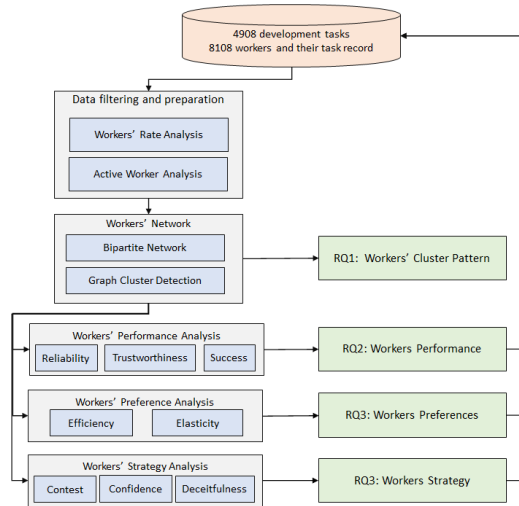 4908 development tasks
8108 workers and their task record
Data filtering and preparation
Workers' Rate Analysis
Active Worker Analysis
Workers' Network
Bipartite Network
Graph Cluster Detection
RQ1: Workers' Cluster Pattern
Workers' Performance Analysis
Reliability
Trustworthiness
Success
RQ2: Workers Performance
Workers' Preference Analysis
Efficiency
Elasticity
RQ3: Workers Preferences
Workers' Strategy Analysis
Contest
Confidence
Deceitfulness
RQ3: Workers Strategy